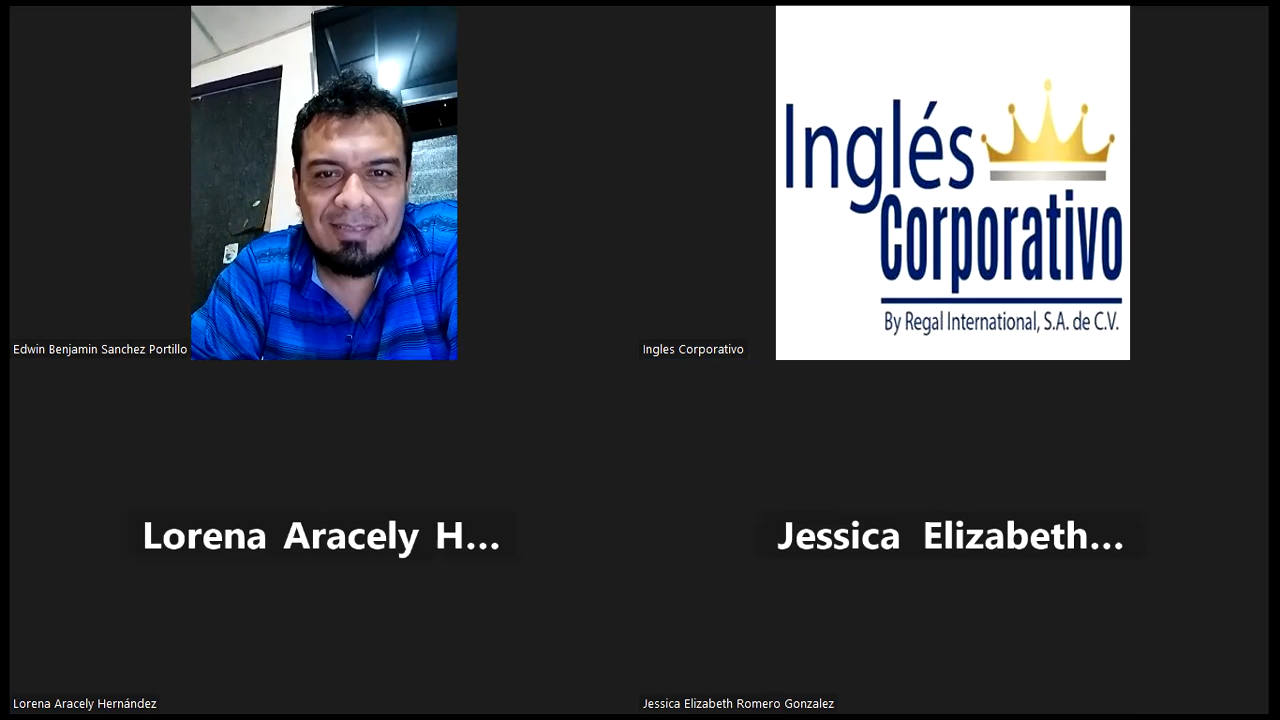 Inglés
Corporativo
By Regal International, S.A. de C.V.
Edwin Benjamin Sanchez Portillo
Ingles Corporativo
Lorena Aracely H...
Jessica Elizabeth...
Lorena Aracely Hernández
Jessica Elizabeth Romero Gonzalez